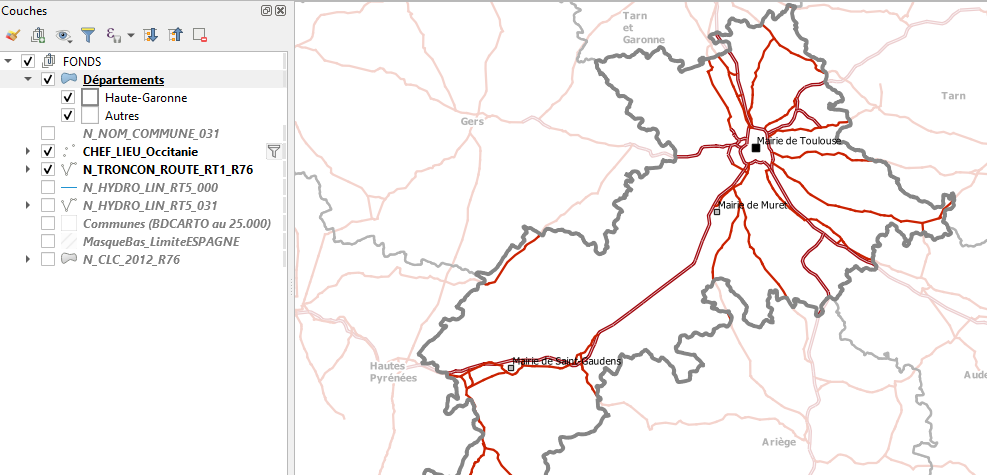 Couches
FONDS
Départements
Haute-Garonne
Autres
N_NOM_COMMUNE_031
CHEF_LIEU_Occitanie
N_TRONCON_ROUTE_RT1_R76
N_HYDRO_LIN_RT5_000
N_HYDRO_LIN_RT5_031
Communes (BDCARTO au 25.000)
MasqueBas_LimiteESPAGNE
N_CLC_2012_R76
Tarn
et
Garonne
Tarn
Gers
Mairie de Toulouse
Mairie de Muret
Mairie de Saint-Gaudens
Hautes
Pyrénées
Aude
Ariège